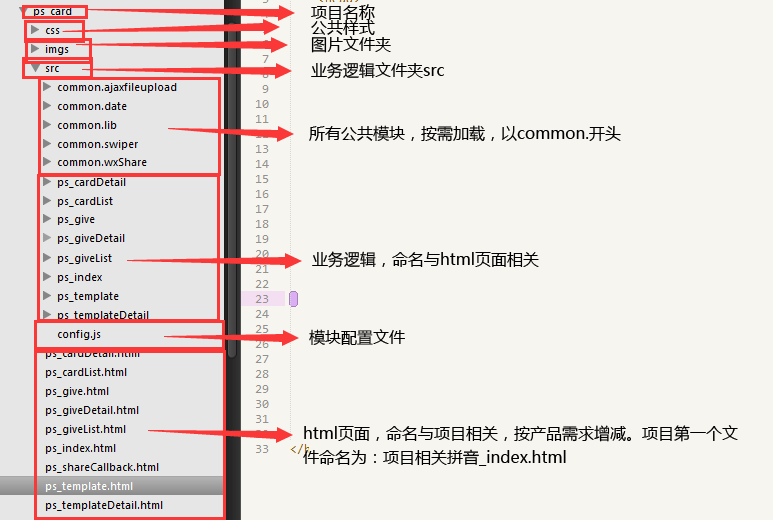 ps_card
项目名称
css
公共样式
imgs
图片文件夹
src
业务逻辑文件夹src
common.ajaxfileupload
common.date
common.lib
common.swiper
common.wxShare
所有公共模块，按需加载，以common.开头
ps_cardDetail
ps_cardList
ps_give
ps_giveDetail
ps_giveList
ps_index
ps_template
ps_templateDetail
业务逻辑，命名与html页面相关
config.js
模块配置文件
ps_cardDetail.html
ps_cardList.html
ps_give.html
ps_giveDetail.html
ps_giveList.html
ps_index.html
ps_shareCallback.html
ps_template.html
ps_templateDetail.html
html页面，命名与项目相关，按产品需求增减。项目第一个文
件命名为：项目相关拼音_index.html
7
9
10
11
12
13
14
15
16
17
18
19
20
21
22
23
24
25
26
27
28
29
30
31
33
</h